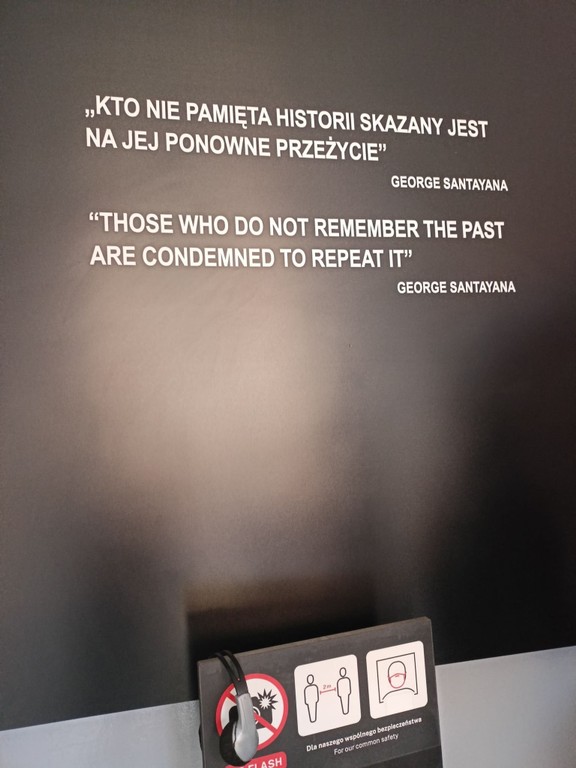 „KTO NIE PAMIĘTA HISTORII SKAZANY JEST
NA JEJ PONOWNE PRZEŻYCIE”
GEORGE SANTAYANA
“THOSE WHO DO NOT REMEMBER THE PAST
ARE CONDEMNED TO REPEAT IT”
GEORGE SANTAYANA
2 m
FLASH
Dla naszego wspólnego bezpieczeństwa
For our common safety